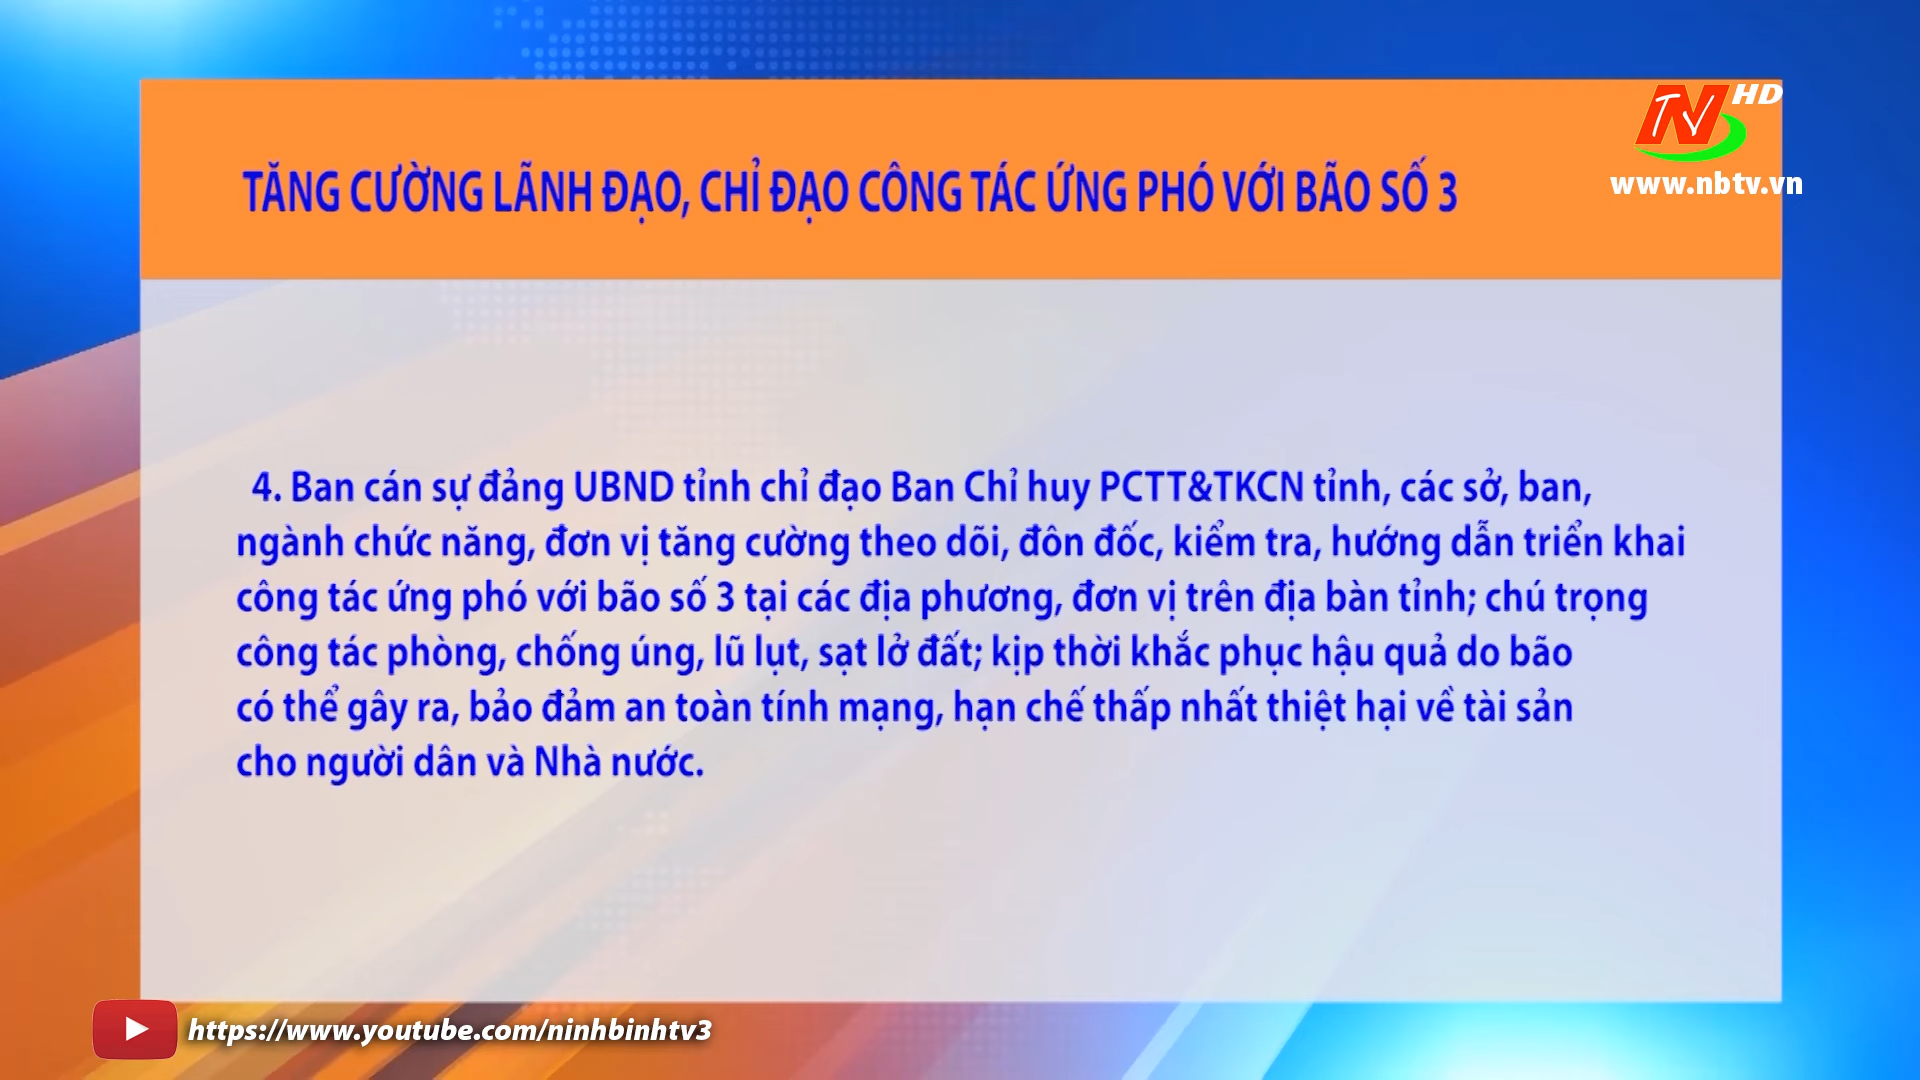 HD
NTV
www.nbtv.vn
TĂNG CƯỜNG LÃNH ĐẠO, CHỈ ĐẠO CÔNG TÁC ỨNG PHÓ VỚI BÃO SỐ 3
4. Ban cán sự đảng UBND tỉnh chỉ đạo Ban Chỉ huy PCTT&TKCN tỉnh, các sở, ban,
ngành chức năng, đơn vị tăng cường theo dõi, đôn đốc, kiểm tra, hướng dẫn triển khai
công tác ứng phó với bão số 3 tại các địa phương, đơn vị trên địa bàn tỉnh; chú trọng
công tác phòng, chống úng, lũ lụt, sạt lở đất; kịp thời khắc phục hậu quả do bão
có thể gây ra, bảo đảm an toàn tính mạng, hạn chế thấp nhất thiệt hại về tài sản
cho người dân và Nhà nước.
https://www.youtube.com/ninhbinhtv3